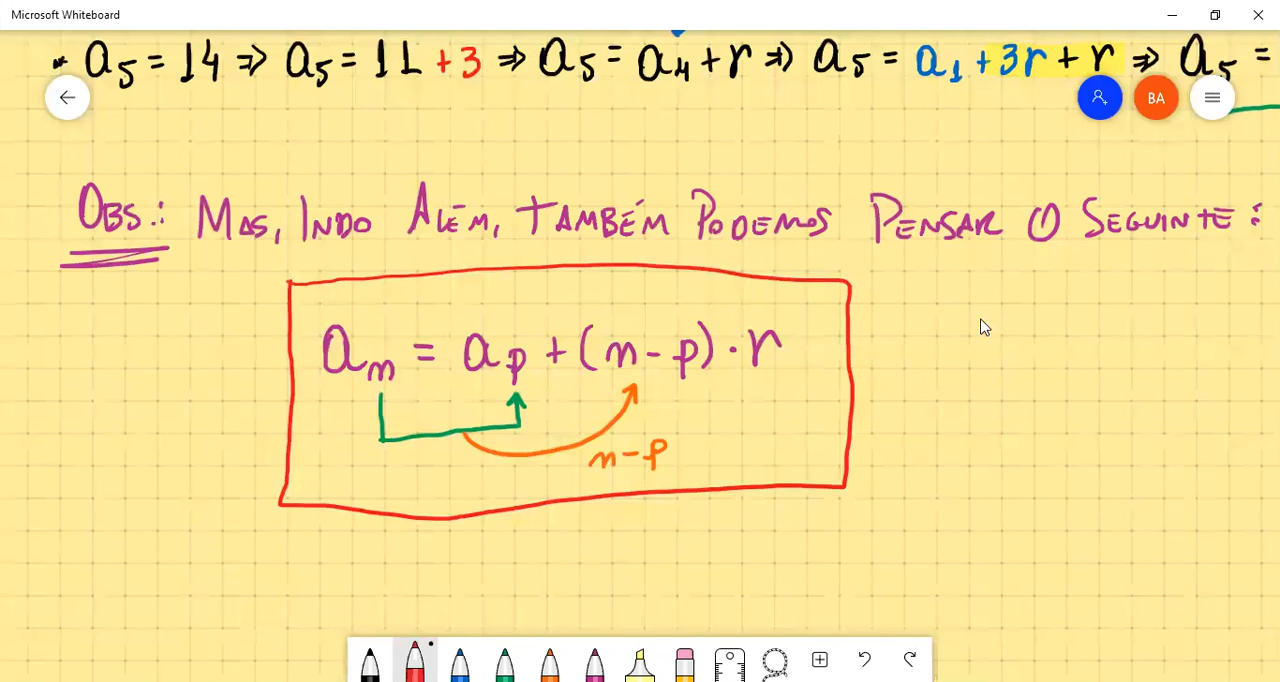 Microsoft Whiteboard
* a₅ = 14 ⇒ a₅ = 11 + 3 ⇒ a₅ = a₄ + r ⇒ a₅ = a₁ + 3r + r ⇒ a₅ =
BA
OBS.: MAS, INDO ALÉM, TAMBÉM PODEMOS PENSAR O SEGUINTE:
aₙ = aₚ + (n - p) · r
n - p